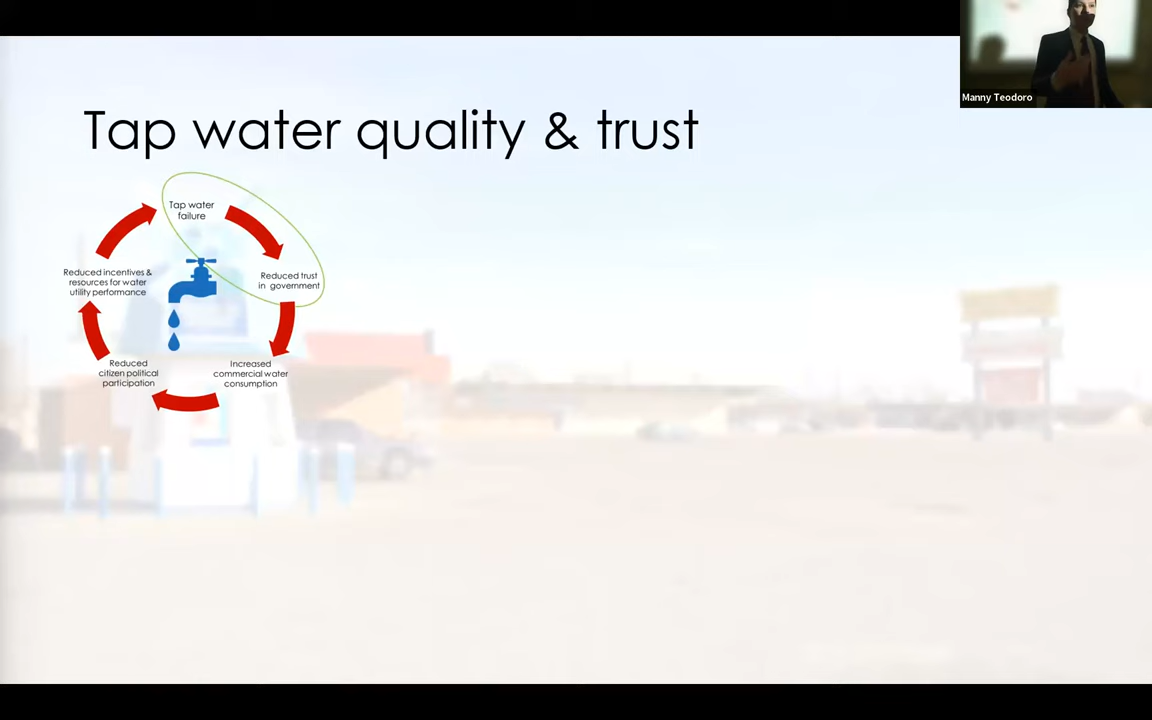 Manny Teodoro
Tap water quality & trust
Tap water
failure
Reduced trust
in government
Increased
commercial water
consumption
Reduced
citizen political
participation
Reduced incentives &
resources for water
utility performance